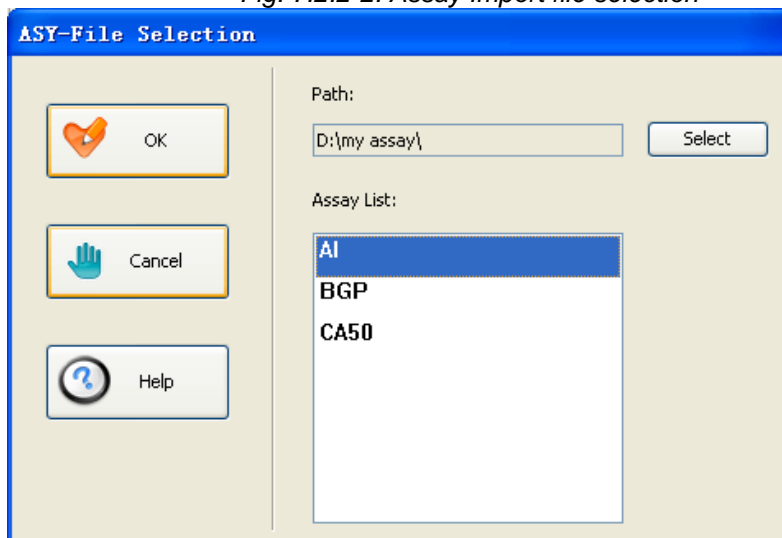 ASY-File Selection
OK
Cancel
Help
Path:
D:\my assay\
Select
Assay List:
AI
BGP
CA50